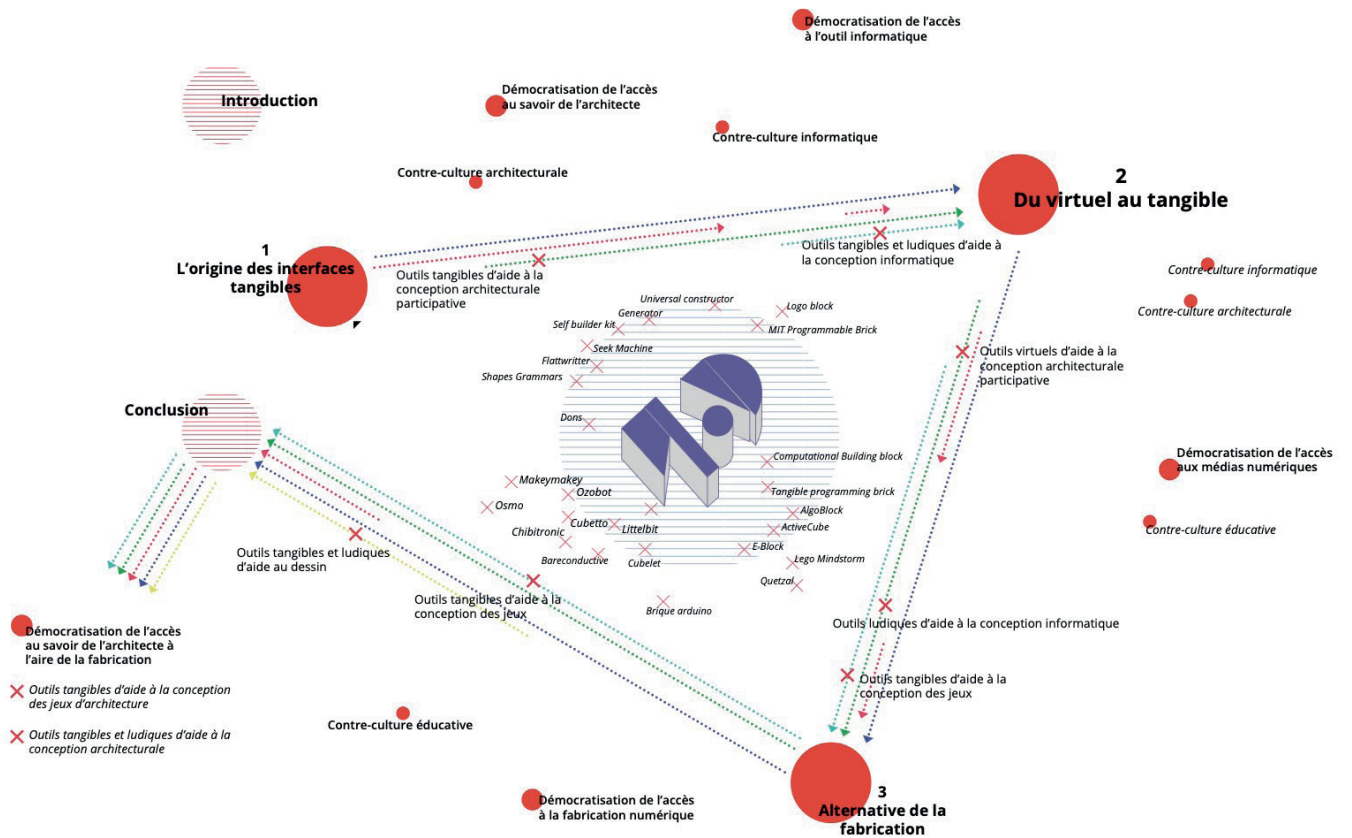 Démocratisation de l'accès
à l'outil informatique
Introduction
Démocratisation de l'accès
au savoir de l'architecte
Contre-culture informatique
Contre-culture architecturale
2
Du virtuel au tangible
1
L'origine des interfaces
tangibles
Outils tangibles d'aide à la
conception architecturale
participative
Outils tangibles et ludiques d'aide à
la conception informatique
Contre-culture informatique
Contre-culture architecturale
Universal constructor
Logo block
Generator
Self builder kit
MIT Programmable Brick
Seek Machine
Flattwritter
Shapes Grammars
Outils virtuels d'aide à la
conception architecturale
participative
Conclusion
Dons
Computational Building block
Démocratisation de l'accès
aux médias numériques
Makeymakey
Ozobot
Tangible programming brick
Osmo
AlgoBlock
Chibitronic
Cubetto
Littelbit
ActiveCube
Contre-culture éducative
Outils tangibles et ludiques
d'aide au dessin
Bareconductive
Cubelet
E-Block
Lego Mindstorm
Quetzal
Outils tangibles d'aide à la
conception des jeux
Brique arduino
Outils ludiques d'aide à la conception informatique
Démocratisation de l'accès
au savoir de l'architecte à
l'aire de la fabrication
Outils tangibles d'aide à la
conception des jeux
Outils tangibles d'aide à la conception
des jeux d'architecture
Outils tangibles et ludiques d'aide à la
conception architecturale
Contre-culture éducative
Démocratisation de l'accès
à la fabrication numérique
3
Alternative de la
fabrication